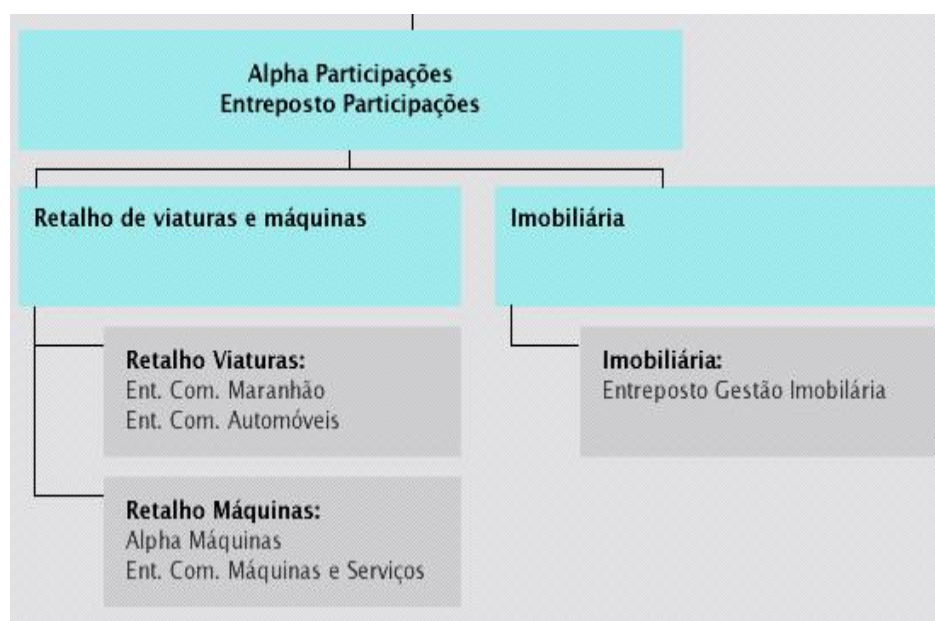 Alpha Participações
Entreposto Participações
Retalho de viaturas e máquinas
Imobiliária
Retalho Viaturas:
Ent. Com. Maranhão
Ent. Com. Automóveis
Imobiliária:
Entreposto Gestão Imobilária
Retalho Máquinas:
Alpha Máquinas
Ent. Com. Máquinas e Serviços